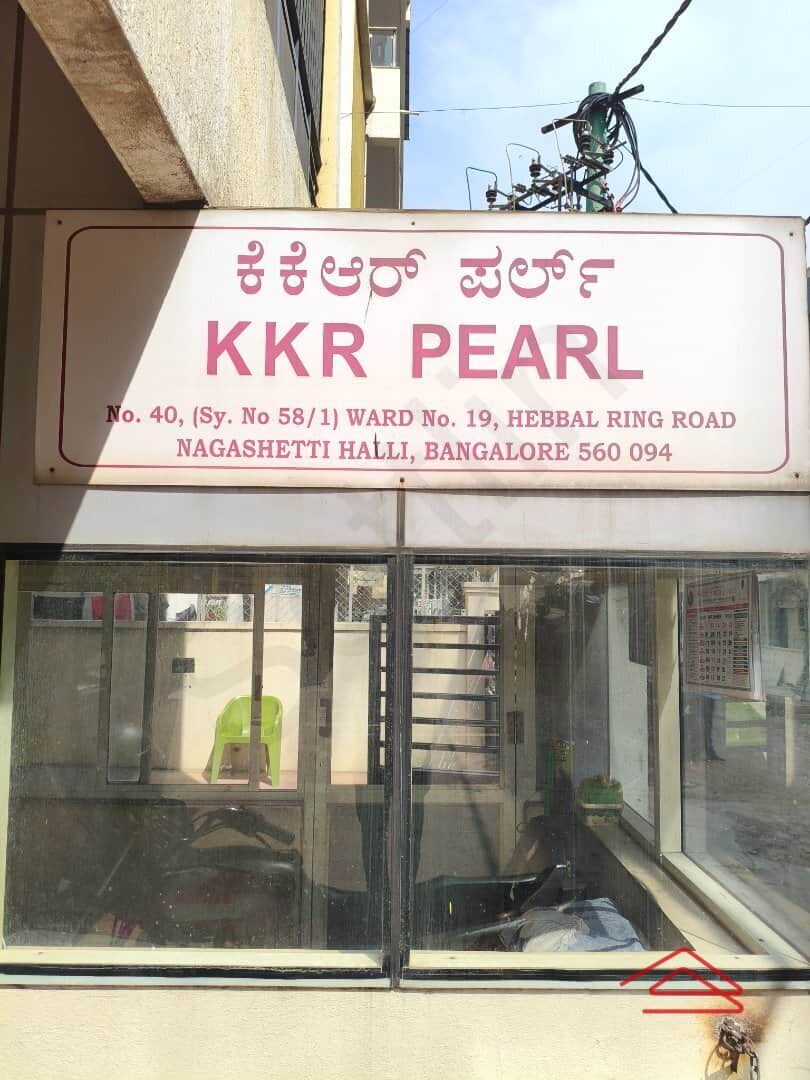 ಕೆಕೆಆರ್ ಪರ್ಲ್
KKR PEARL
No. 40, (Sy. No 58/1) WARD No. 19, HEBBAL RING ROAD
NAGASHETTI HALLI, BANGALORE 560 094